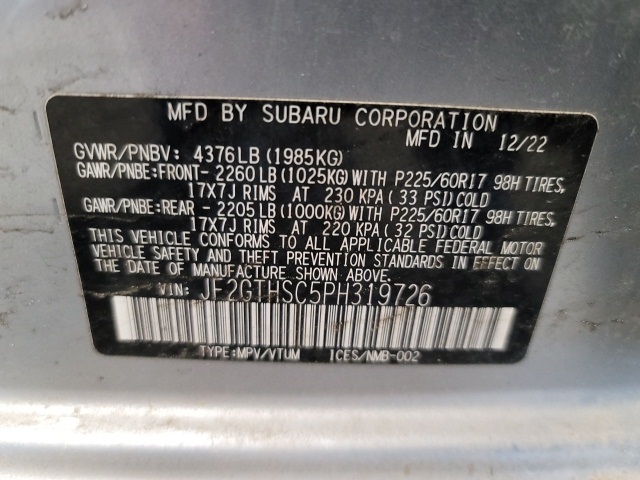 MFD BY SUBARU CORPORATION
MFD IN 12/22
GVWR/PNBV: 4376LB (1985KG)
GAWR/PNBE:FRONT- 2260LB (1025KG) WITH P225/60R17 98H TIRES,
17X7J RIMS AT 230 KPA (33 PSI) COLD
GAWR/PNBE:REAR - 2205LB (1000KG) WITH P225/60R17 98H TIRES,
17X7J RIMS AT 220 KPA (32 PSI) COLD
THIS VEHICLE CONFORMS TO ALL APPLICABLE FEDERAL MOTOR
VEHICLE SAFETY AND THEFT PREVENTION STANDARDS IN EFFECT ON
THE DATE OF MANUFACTURE SHOWN ABOVE.
VIN: JF2GTHSC5PH319726
TYPE:MPV/VTUM ICES/NMB-002